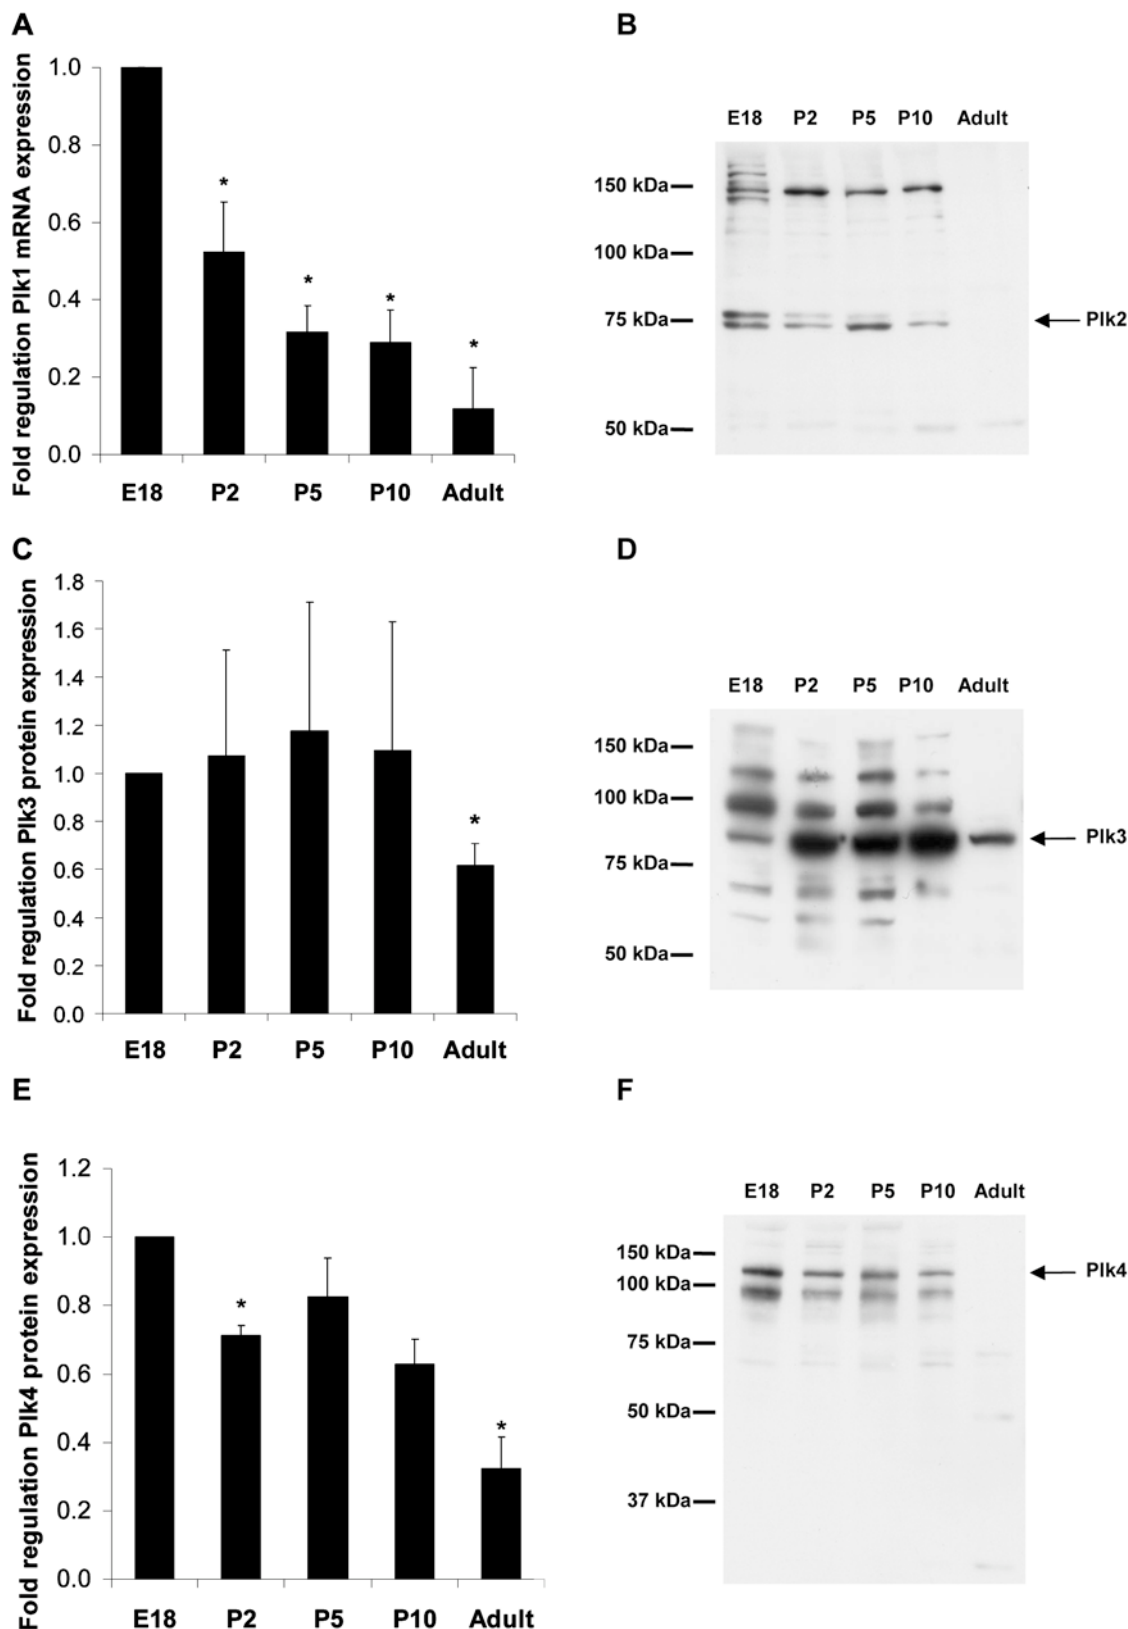 A
Fold regulation Plk1 mRNA expression
1.0
0.8
0.6
0.4
0.2
0.0
*
*
*
*
E18 P2 P5 P10 Adult
B
E18 P2 P5 P10 Adult
150 kDa
100 kDa
75 kDa
50 kDa
Plk2
C
Fold regulation Plk3 protein expression
1.8
1.6
1.4
1.2
1.0
0.8
0.6
0.4
0.2
0.0
*
E18 P2 P5 P10 Adult
D
E18 P2 P5 P10 Adult
150 kDa
100 kDa
75 kDa
50 kDa
Plk3
E
Fold regulation Plk4 protein expression
1.2
1.0
0.8
0.6
0.4
0.2
0.0
*
*
E18 P2 P5 P10 Adult
F
E18 P2 P5 P10 Adult
150 kDa
100 kDa
75 kDa
50 kDa
37 kDa
Plk4